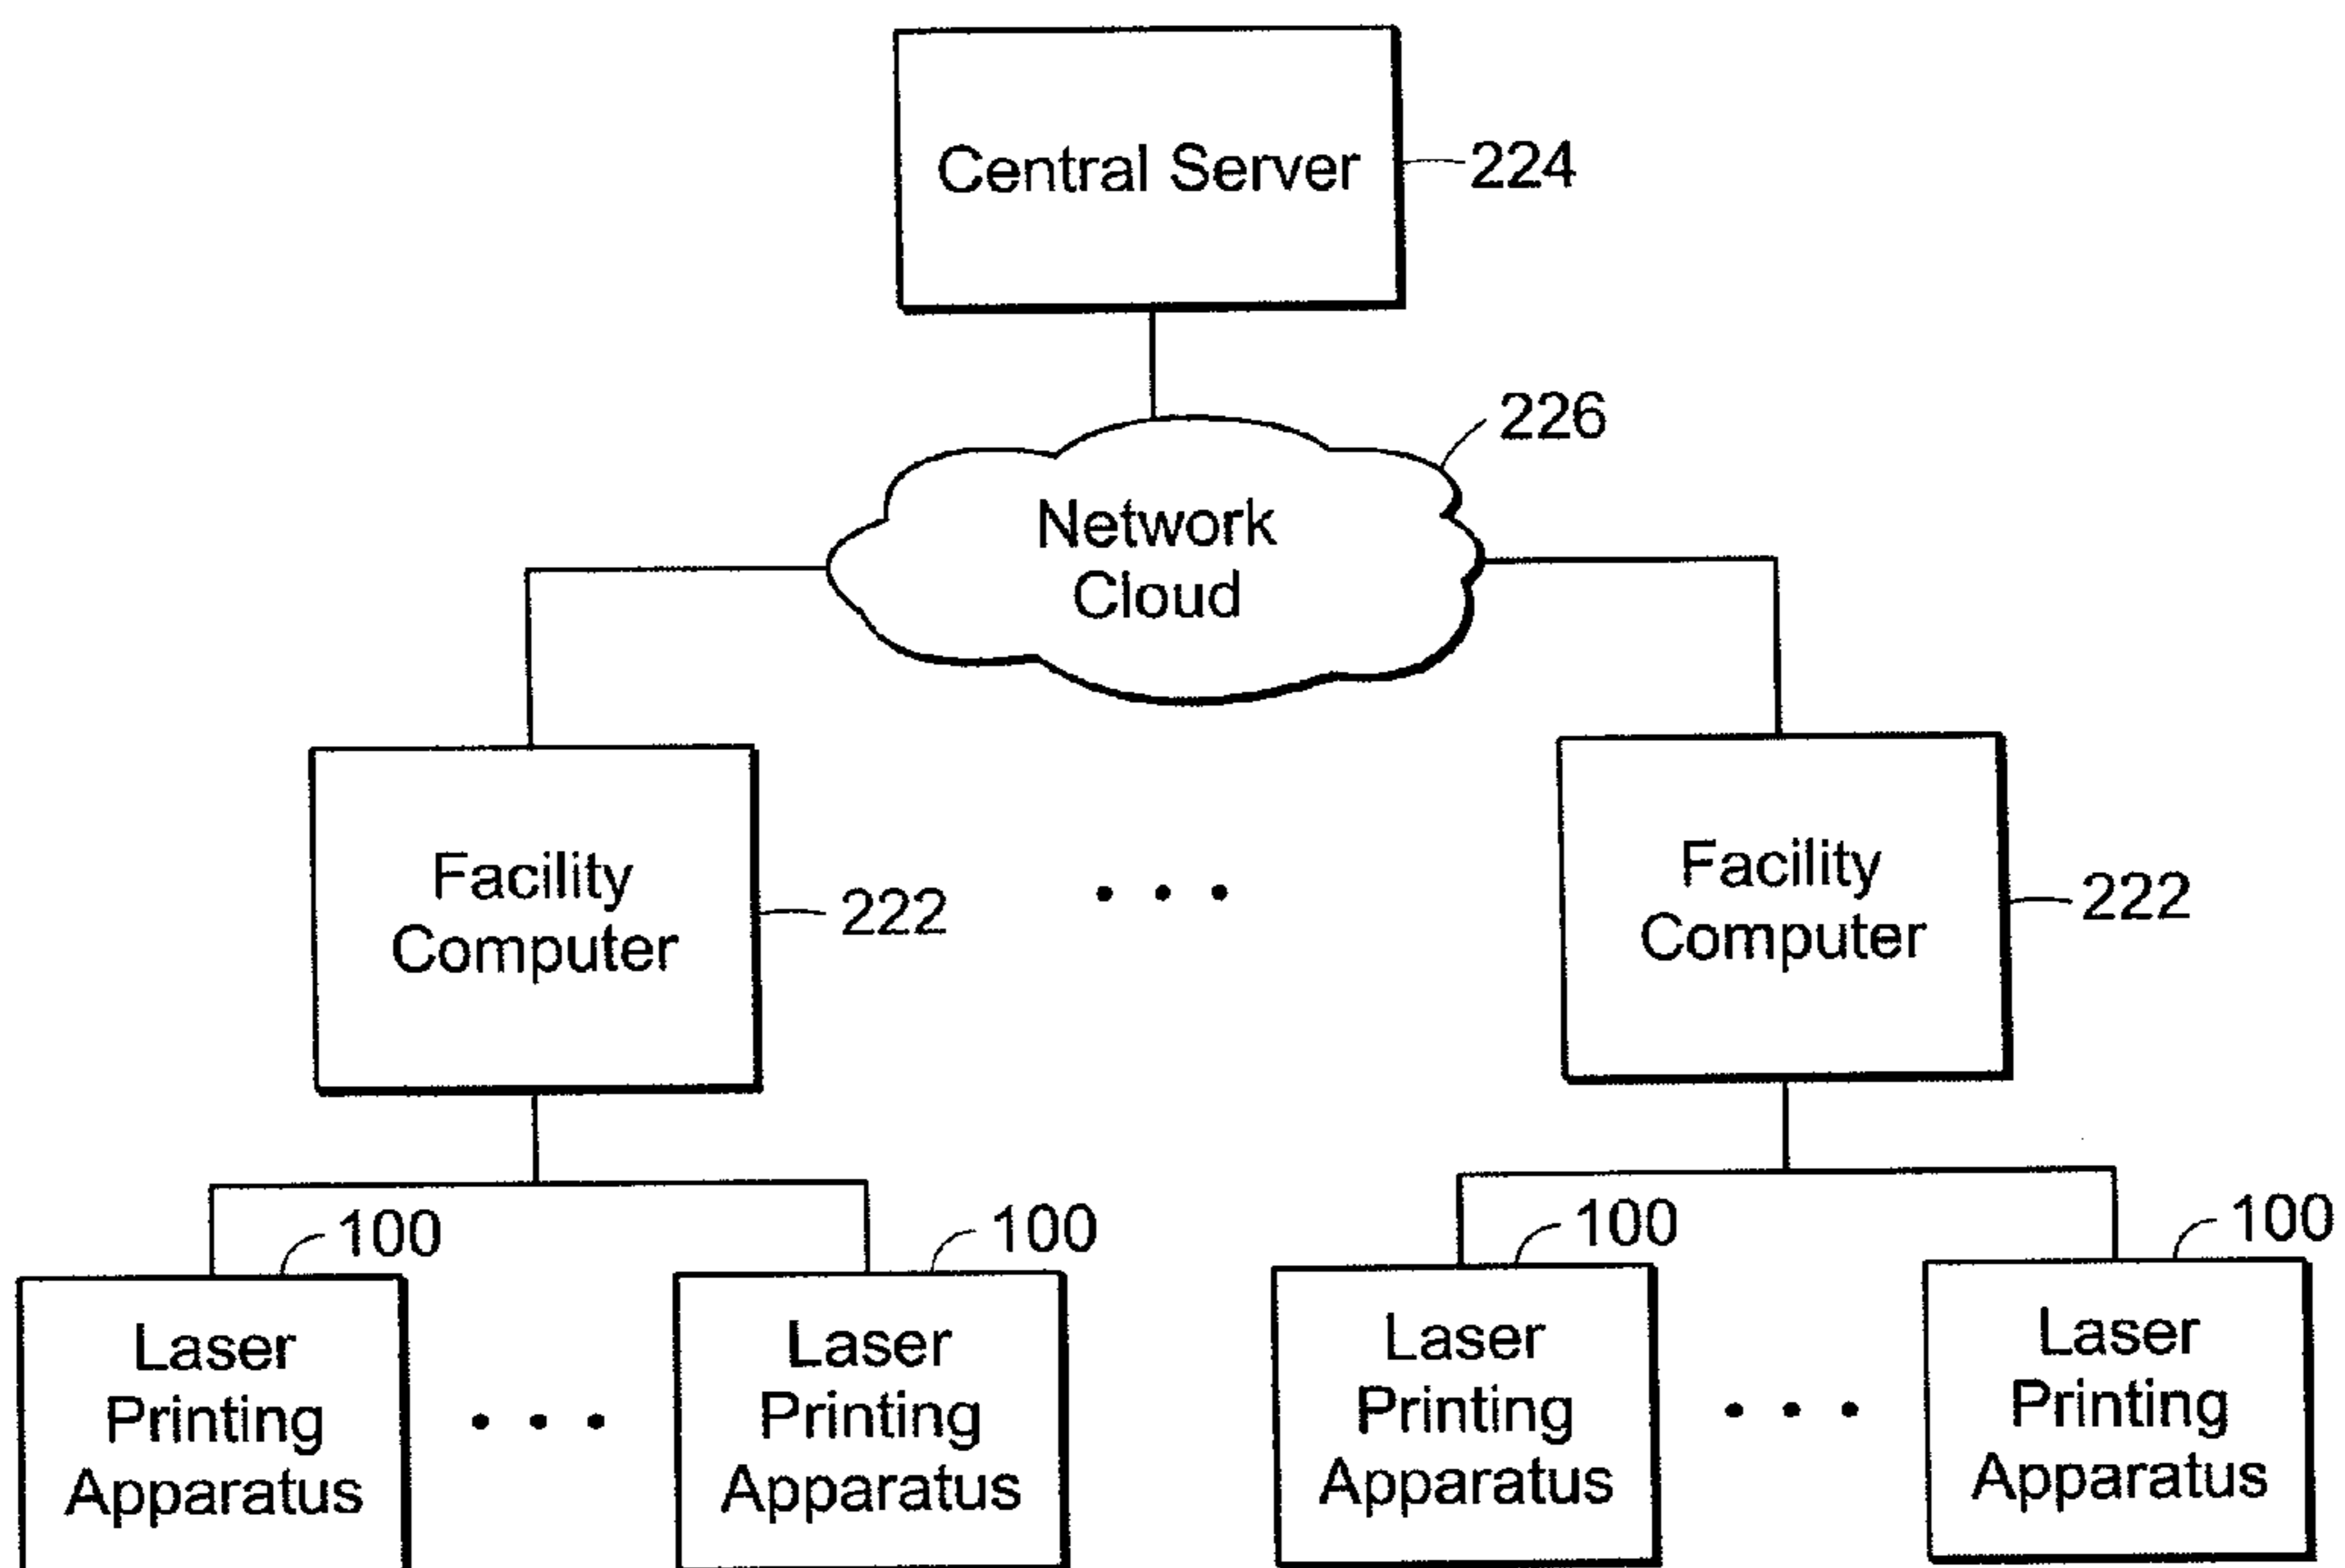 Central Server
224
226
Network
Cloud
Facility
Computer
222
• • •
Facility
Computer
222
100
Laser
Printing
Apparatus
• • •
100
Laser
Printing
Apparatus
100
Laser
Printing
Apparatus
• • •
100
Laser
Printing
Apparatus